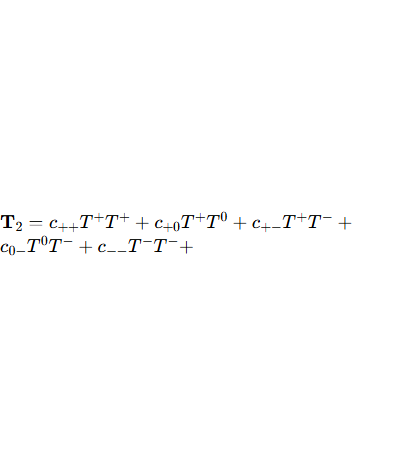 𝐓₂ = c₊₊T⁺T⁺ + c₊₀T⁺T⁰ + c₊₋T⁺T⁻ +
c₀₋T⁰T⁻ + c₋₋T⁻T⁻+